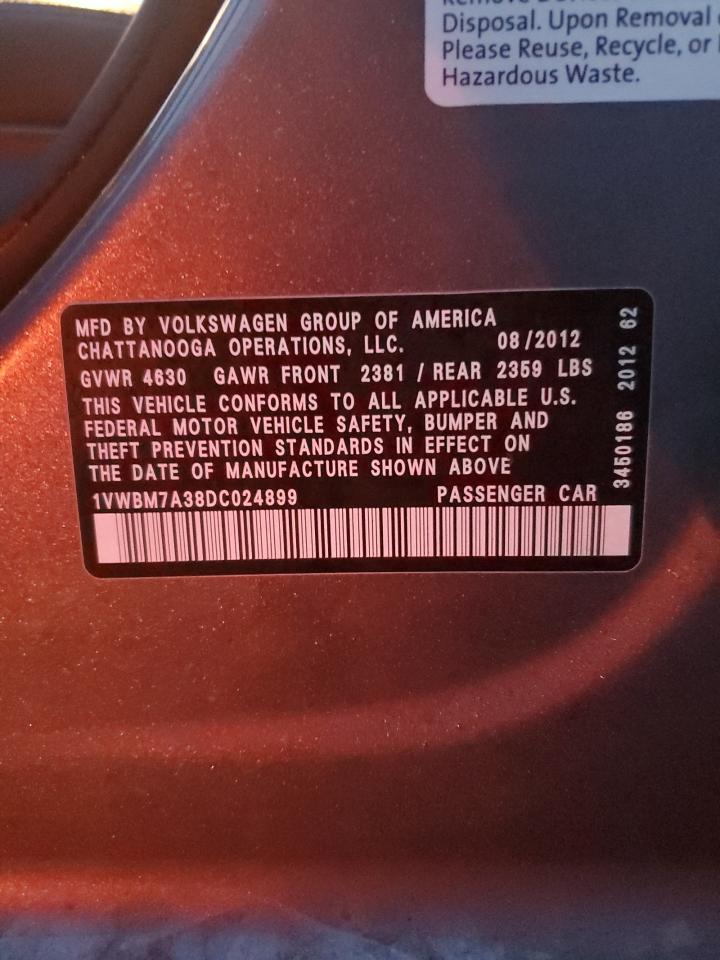 Disposal. Upon Removal
Please Reuse, Recycle, or
Hazardous Waste.
MFD BY VOLKSWAGEN GROUP OF AMERICA
CHATTANOOGA OPERATIONS, LLC. 08/2012
GVWR 4630 GAWR FRONT 2381 / REAR 2359 LBS
THIS VEHICLE CONFORMS TO ALL APPLICABLE U.S.
FEDERAL MOTOR VEHICLE SAFETY, BUMPER AND
THEFT PREVENTION STANDARDS IN EFFECT ON
THE DATE OF MANUFACTURE SHOWN ABOVE
1VWBM7A38DC024899 PASSENGER CAR
3450186 2012 62